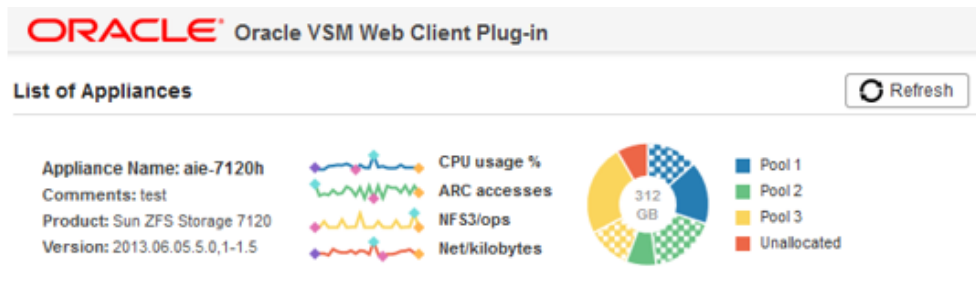 ORACLE Oracle VSM Web Client Plug-in
List of Appliances
Refresh
Appliance Name: aie-7120h
Comments: test
Product: Sun ZFS Storage 7120
Version: 2013.06.05.5.0,1-1.5
CPU usage %
ARC accesses
NFS3/ops
Net/kilobytes
312
GB
Pool 1
Pool 2
Pool 3
Unallocated